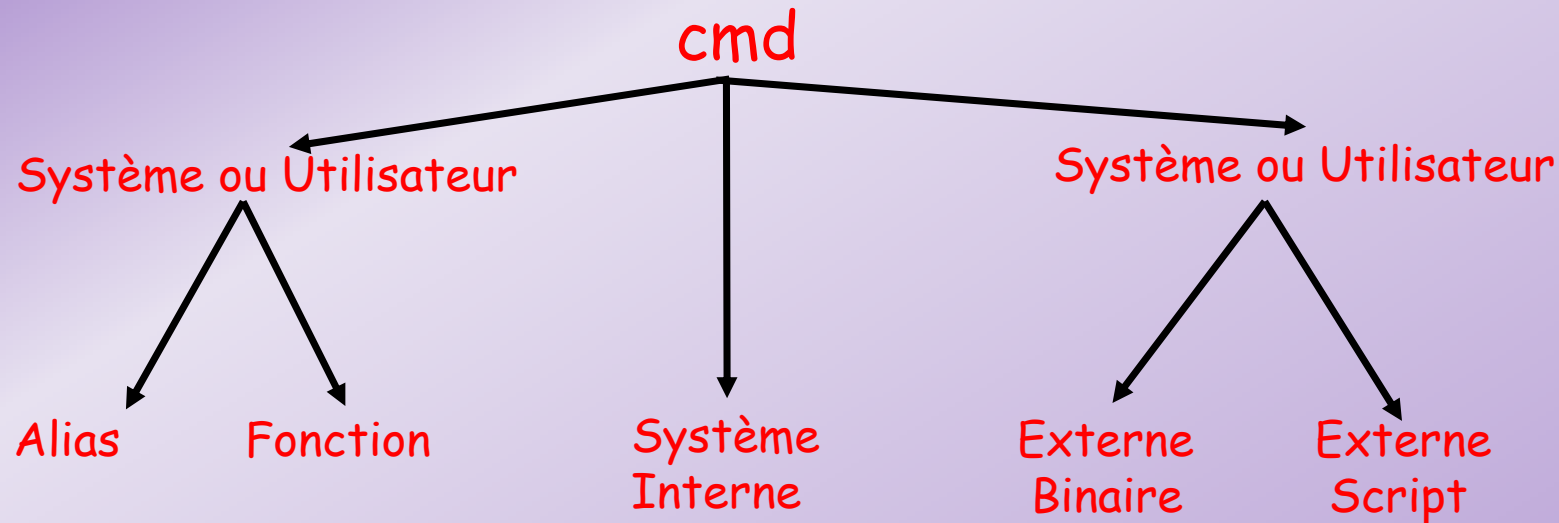 cmd
Système ou Utilisateur
Système ou Utilisateur
Alias
Fonction
Système
Interne
Externe
Binaire
Externe
Script